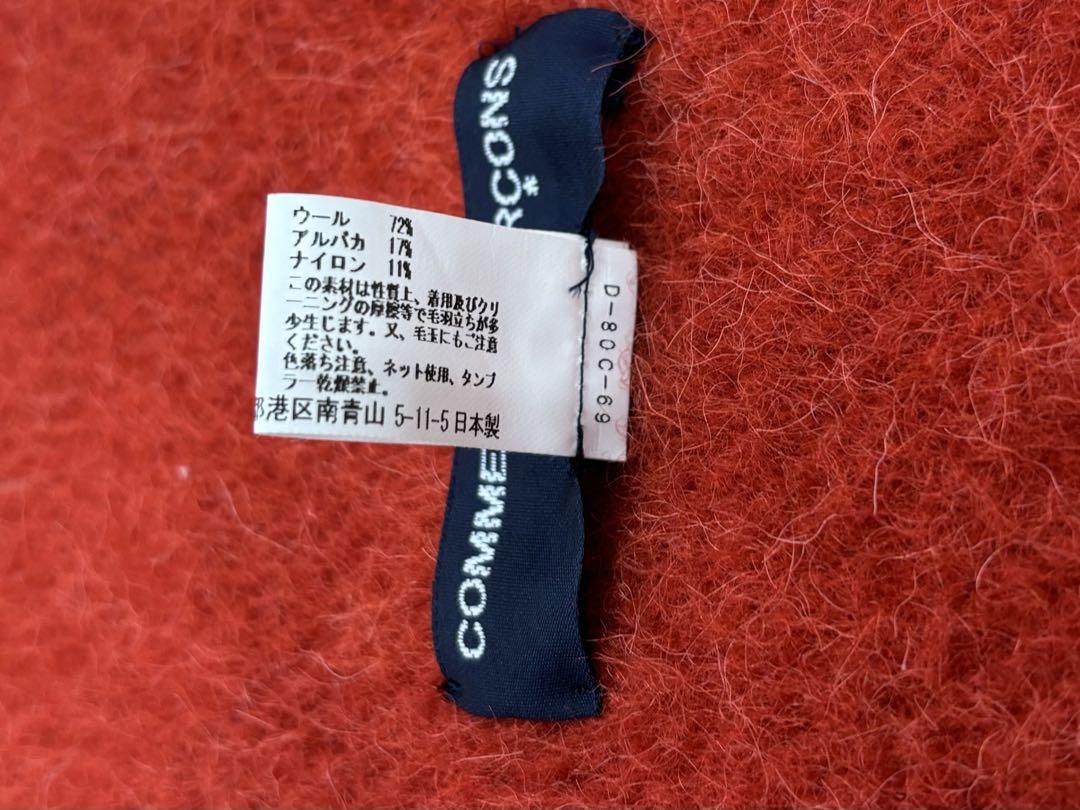 COMME RCONS
*
ウール 72%
アルパカ 17%
ナイロン 11%
この素材は性質上、着用及びクリ
ーニングの摩擦等で毛羽立ちが多
少生じます。又、毛玉にもご注意
ください。
色落ち注意、ネット使用、タンブ
ラー乾燥禁止。
都港区南青山 5-11-5 日本製
D-80C-69